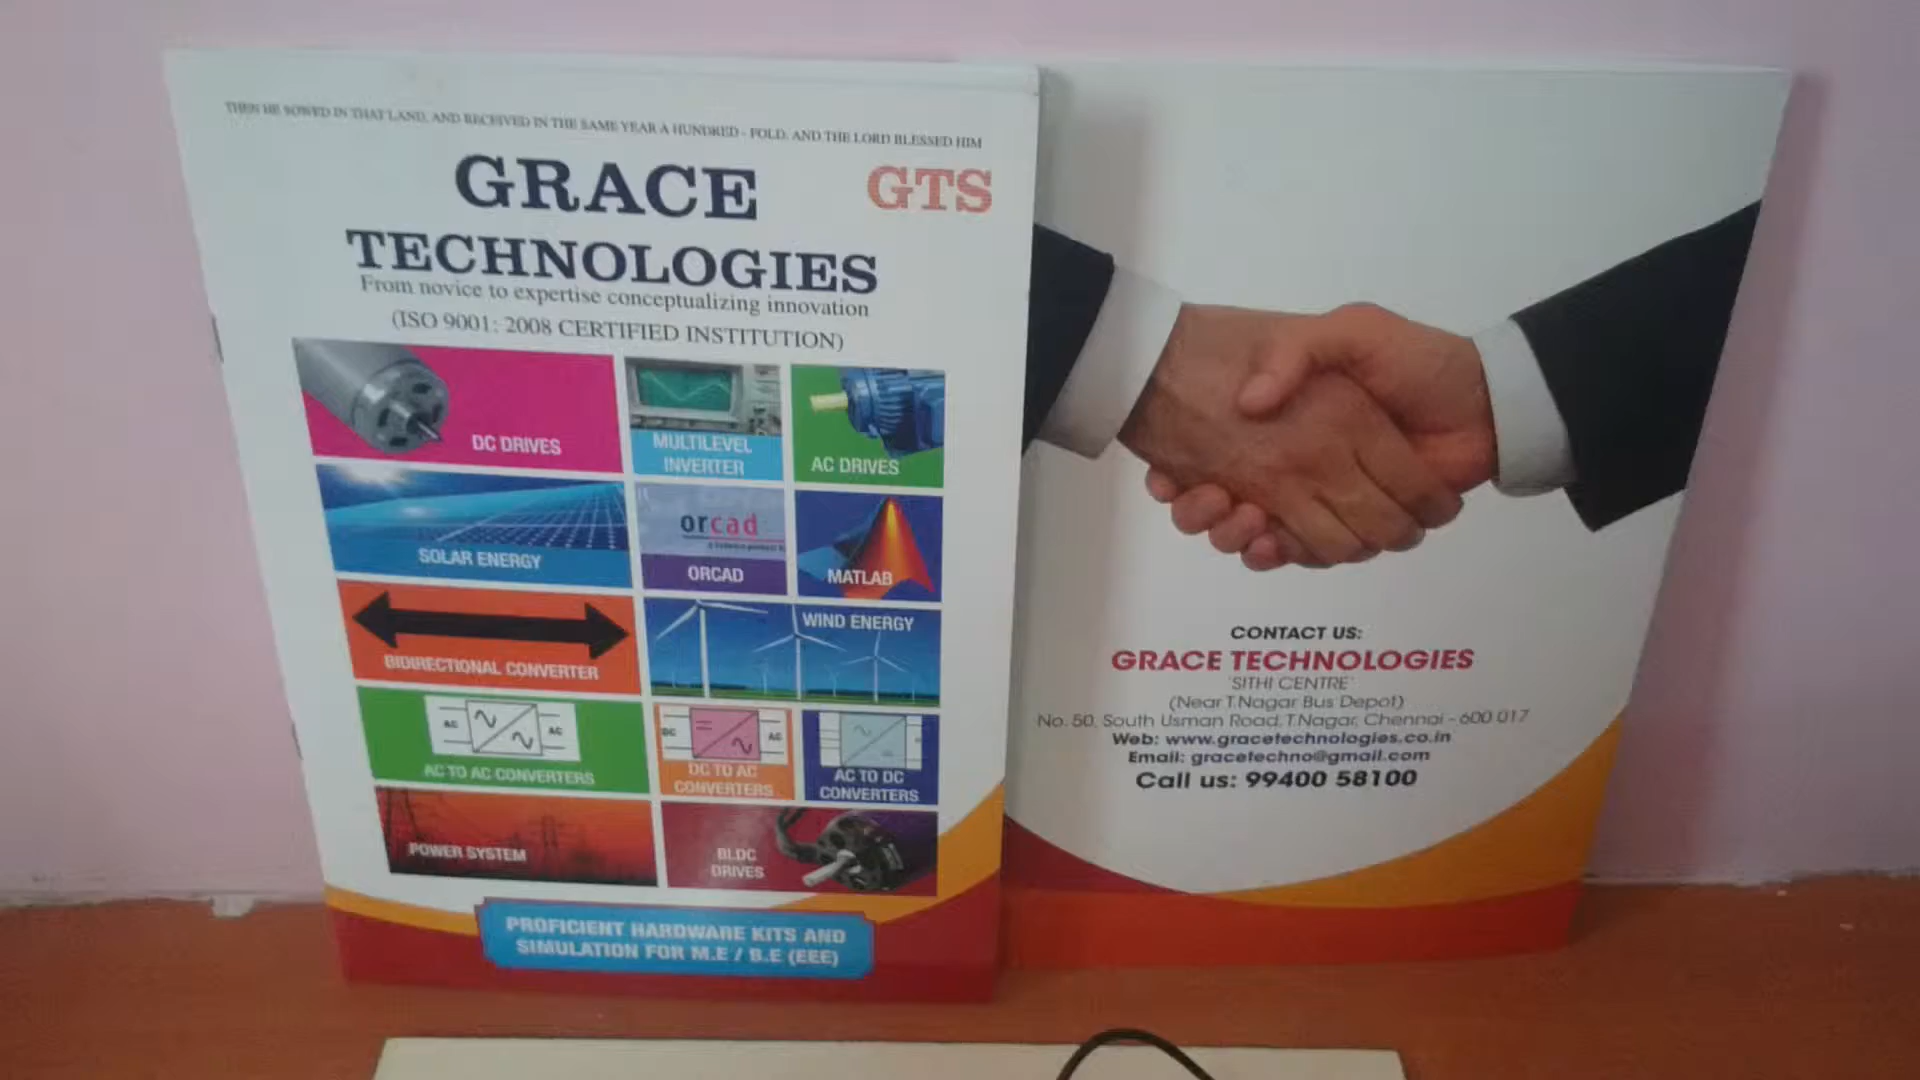 THEN HE SOWED IN THAT LAND, AND RECEIVED IN THE SAME YEAR A HUNDRED - FOLD, AND THE LORD BLESSED HIM
GRACE
GTS
TECHNOLOGIES
From novice to expertise conceptualizing innovation
(ISO 9001: 2008 CERTIFIED INSTITUTION)
DC DRIVES
MULTILEVEL
INVERTER
AC DRIVES
SOLAR ENERGY
orcad
ORCAD
MATLAB
BIDIRECTIONAL CONVERTER
WIND ENERGY
AC
AC
AC TO AC CONVERTERS
DC
AC
DC TO AC
CONVERTERS
AC TO DC
CONVERTERS
POWER SYSTEM
BLDC
DRIVES
PROFICIENT HARDWARE KITS AND
SIMULATION FOR M.E / B.E (EEE)
CONTACT US:
GRACE TECHNOLOGIES
SITHI CENTRE
(Near T.Nagar Bus Depot)
No. 50, South Usman Road, T.Nagar, Chennai - 600 017
Web: www.gracetechnologies.co.in
Email: gracetechno@gmail.com
Call us: 99400 58100